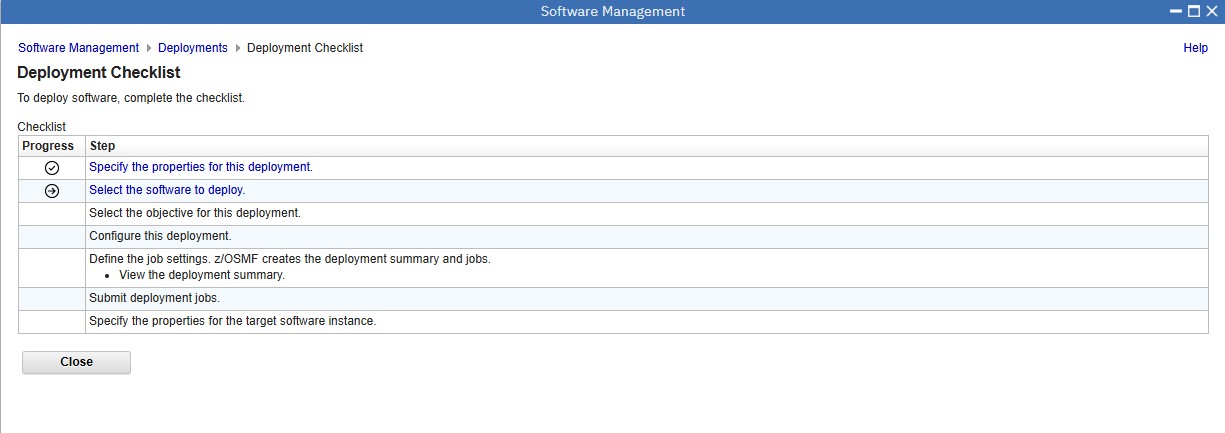 Software Management
Software Management Deployments Deployment Checklist Help
Deployment Checklist
To deploy software, complete the checklist.
Checklist
Progress Step
Specify the properties for this deployment.
Select the software to deploy.
Select the objective for this deployment.
Configure this deployment.
Define the job settings. z/OSMF creates the deployment summary and jobs.
• View the deployment summary.
Submit deployment jobs.
Specify the properties for the target software instance.
Close